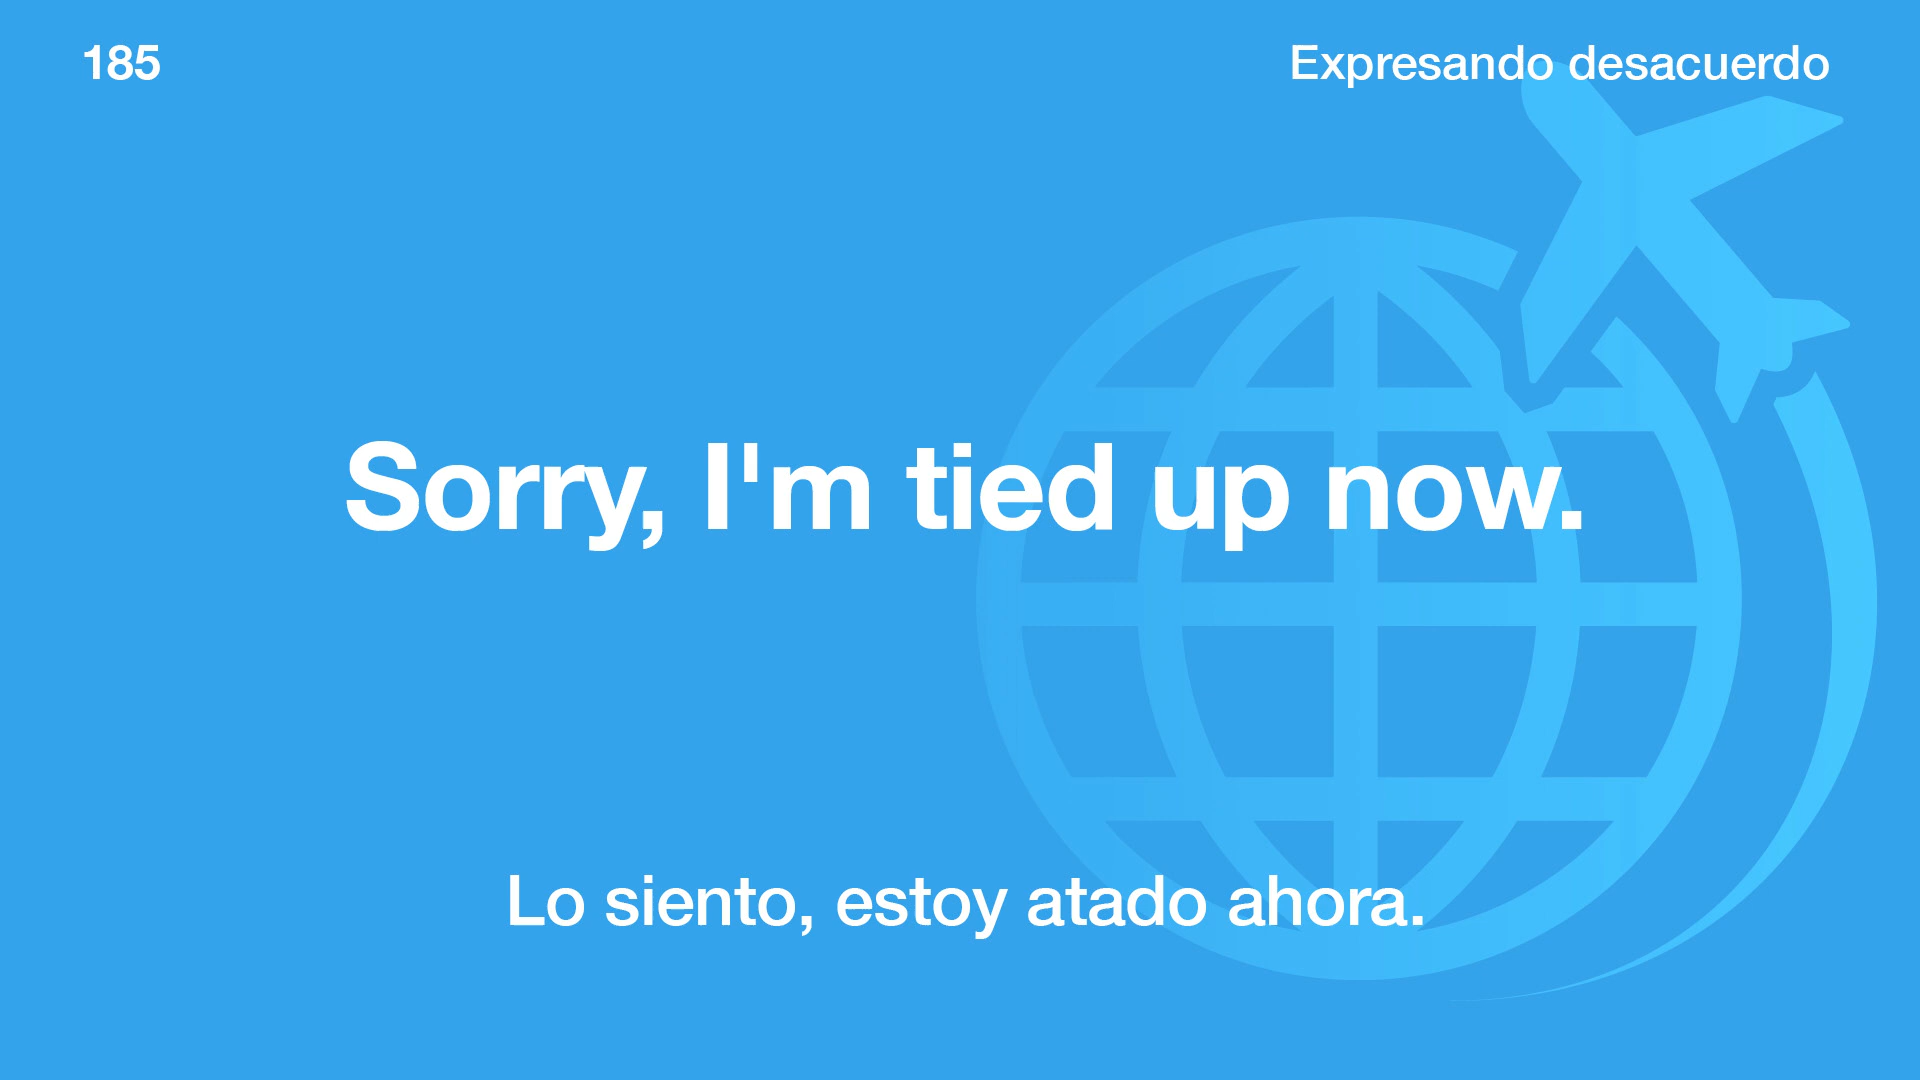 185
Expresando desacuerdo
Sorry, I'm tied up now.
Lo siento, estoy atado ahora.